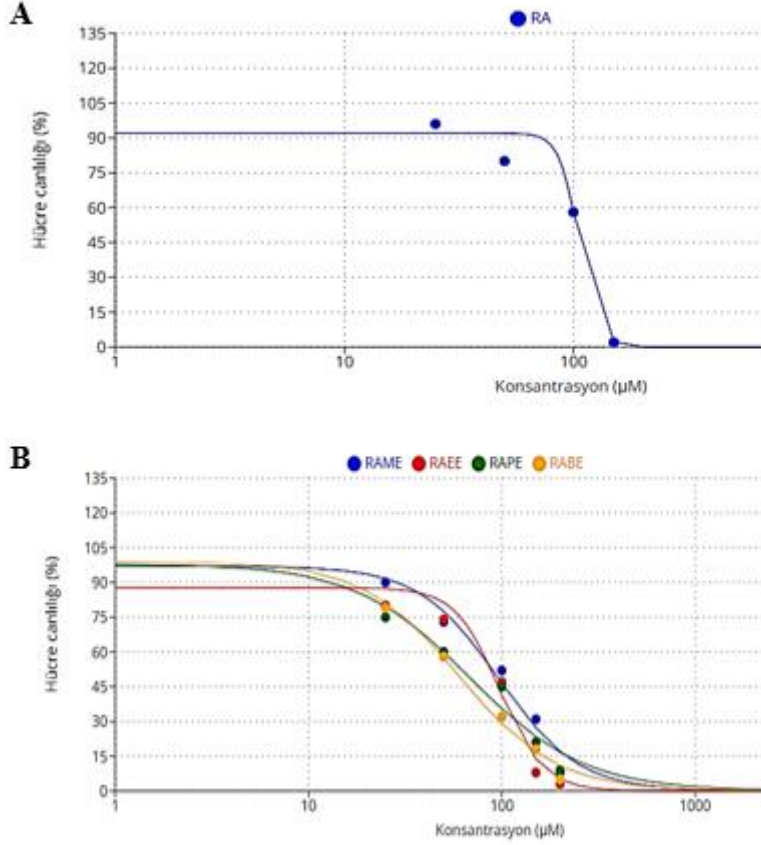 A
RA
135
120
105
90
75
60
45
30
15
0
Hücre canlılığı (%)
1 10 100
Konsantrasyon (µM)
B
RAME RAEE RAPE RABE
135
120
105
90
75
60
45
30
15
0
Hücre canlılığı (%)
1 10 100 1000
Konsantrasyon (µM)